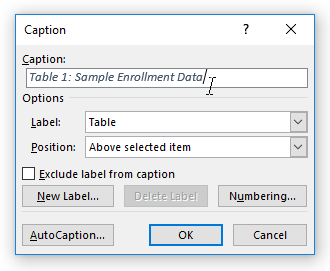 Caption
?
Caption:
Table 1: Sample Enrollment Data
Options
Label: Table
Position: Above selected item
Exclude label from caption
New Label... Delete Label Numbering...
AutoCaption... OK Cancel